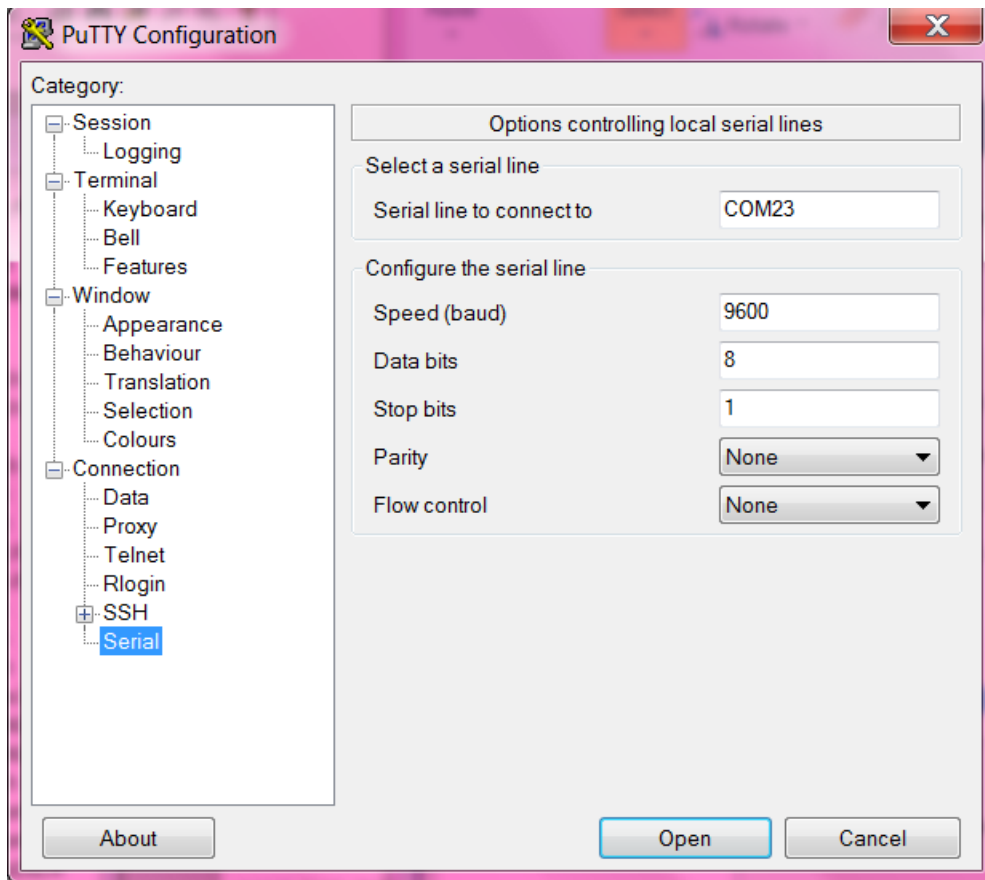 PuTTY Configuration
Category:
Session
Logging
Terminal
Keyboard
Bell
Features
Window
Appearance
Behaviour
Translation
Selection
Colours
Connection
Data
Proxy
Telnet
Rlogin
SSH
Serial
Options controlling local serial lines
Select a serial line
Serial line to connect to COM23
Configure the serial line
Speed (baud) 9600
Data bits 8
Stop bits 1
Parity None
Flow control None
About Open Cancel